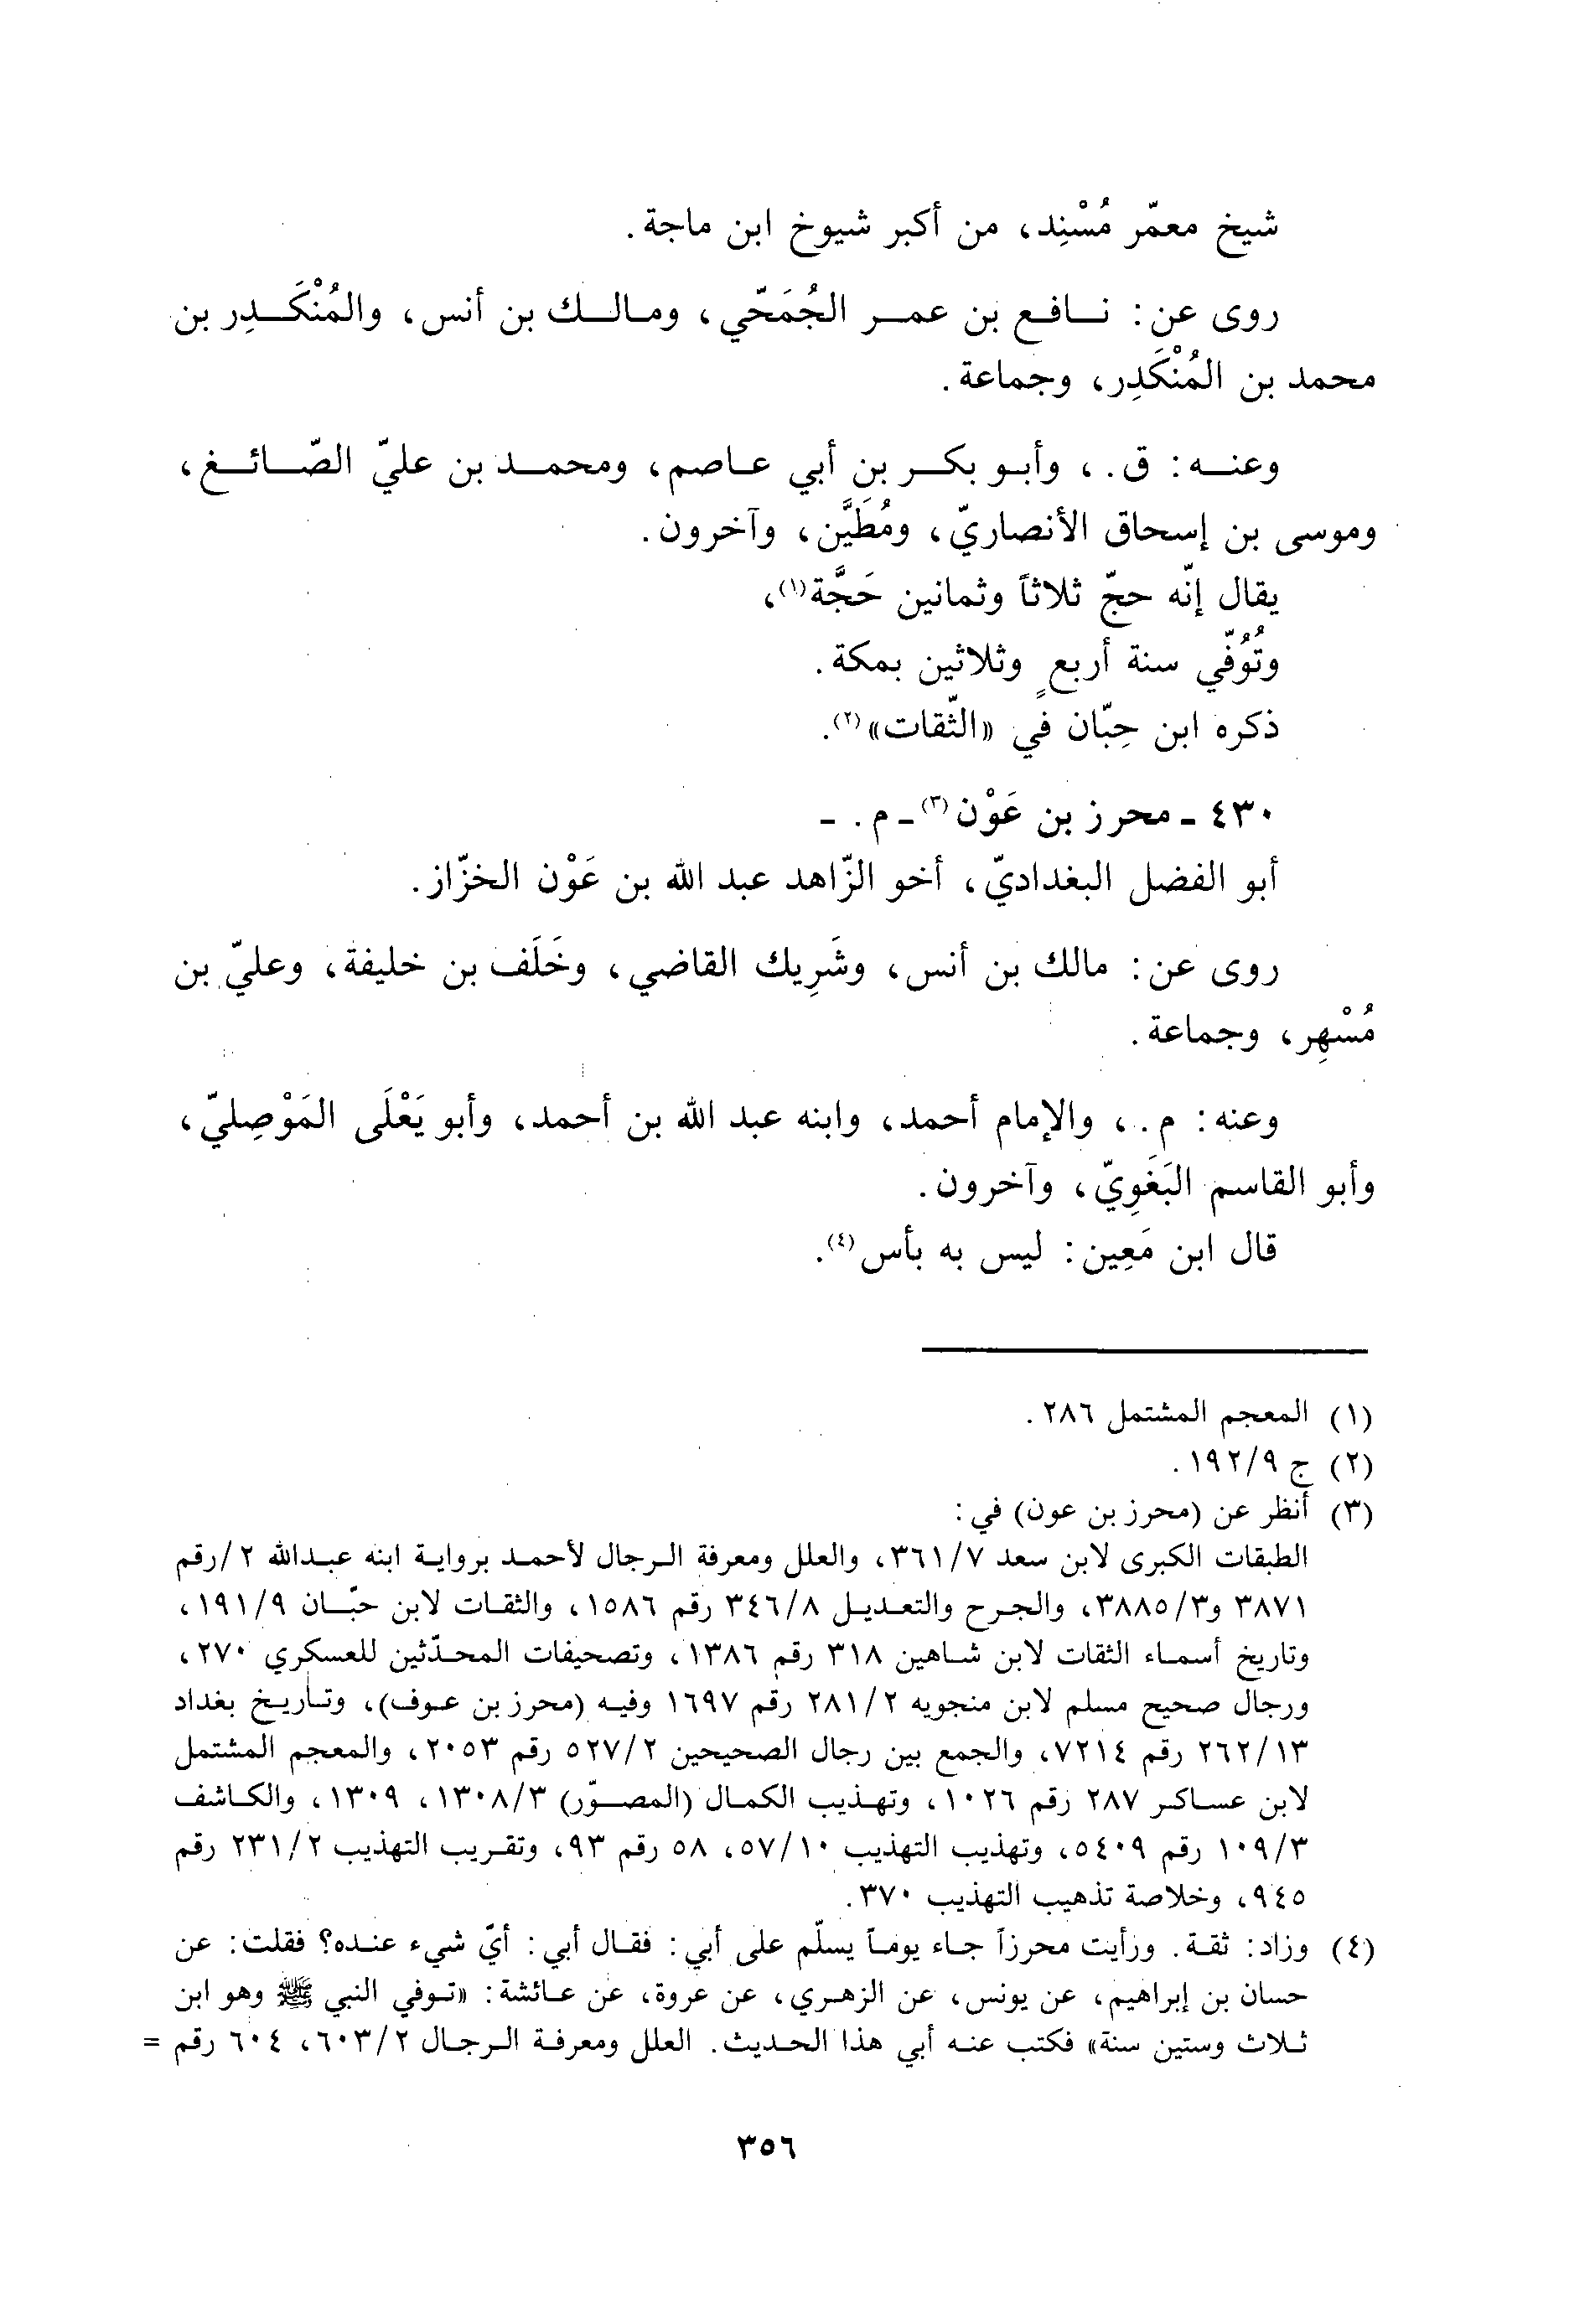 شيخ معمّر مُسْنِد، من أكبر شيوخ ابن ماجة.
روى عن: نافع بن عمر الجُمَحّي، ومالك بن أنس، والمُنْكَدِر بن
محمد بن المُنْكَدِر، وجماعة.
وعنه: ق.، وأبو بكر بن أبي عاصم، ومحمد بن عليّ الصّائغ،
وموسى بن إسحاق الأنصاريّ، ومُطَيَّن، وآخرون.
يقال إنّه حجّ ثلاثاً وثمانين حَجَّة(١)،
وتُوُفّي سنة أربعٍ وثلاثين بمكة.
ذكره ابن حِبّان في «الثّقات»(٢).
٤٣٠ - محرز بن عَوْن(٣) - م. -
أبو الفضل البغداديّ، أخو الزّاهد عبد الله بن عَوْن الخزّاز.
روى عن: مالك بن أنس، وشَرِيك القاضي، وخَلَف بن خليفة، وعليّ بن
مُسْهِر، وجماعة.
وعنه: م.، والإمام أحمد، وابنه عبد الله بن أحمد، وأبو يَعْلَى المَوْصِليّ،
وأبو القاسم البَغَوِيّ، وآخرون.
قال ابن مَعِين: ليس به بأس(٤).
(١) المعجم المشتمل ٢٨٦.
(٢) ج ١٩٢/٩.
(٣) أنظر عن (محرز بن عون) في:
الطبقات الكبرى لابن سعد ٣٦١/٧، والعلل ومعرفة الرجال لأحمد برواية ابنه عبدالله ٢/رقم
٣٨٧١ و٣٨٨٥/٣، والجرح والتعديل ٣٤٦/٨ رقم ١٥٨٦، والثقات لابن حبّان ١٩١/٩،
وتاريخ أسماء الثقات لابن شاهين ٣١٨ رقم ١٣٨٦، وتصحيفات المحدّثين للعسكري ٢٧٠،
ورجال صحيح مسلم لابن منجويه ٢٨١/٢ رقم ١٦٩٧ وفيه (محرز بن عوف)، وتاريخ بغداد
٢٦٢/١٣ رقم ٧٢١٤، والجمع بين رجال الصحيحين ٥٢٧/٢ رقم ٢٠٥٣، والمعجم المشتمل
لابن عساكر ٢٨٧ رقم ١٠٢٦، وتهذيب الكمال (المصوّر) ١٣٠٨/٣، ١٣٠٩، والكاشف
١٠٩/٣ رقم ٥٤٠٩، وتهذيب التهذيب ٥٧/١٠، ٥٨ رقم ٩٣، وتقريب التهذيب ٢٣١/٢ رقم
٩٤٥، وخلاصة تذهيب التهذيب ٣٧٠.
(٤) وزاد: ثقة. ورأيت محرزاً جاء يوماً يسلّم على أبي: فقال أبي: أيّ شيء عنده؟ فقلت: عن
حسان بن إبراهيم، عن يونس، عن الزهري، عن عروة، عن عائشة: «توفي النبي ﷺ وهو ابن
ثلاث وستين سنة» فكتب عنه أبي هذا الحديث. العلل ومعرفة الرجال ٦٠٣/٢، ٦٠٤ رقم =
٣٥٦